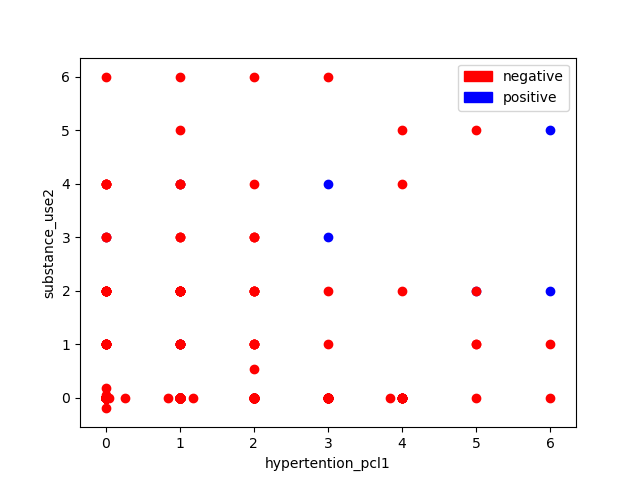 negative
positive
6
5
4
3
2
1
0
substance_use2
0 1 2 3 4 5 6
hypertention_pcl1